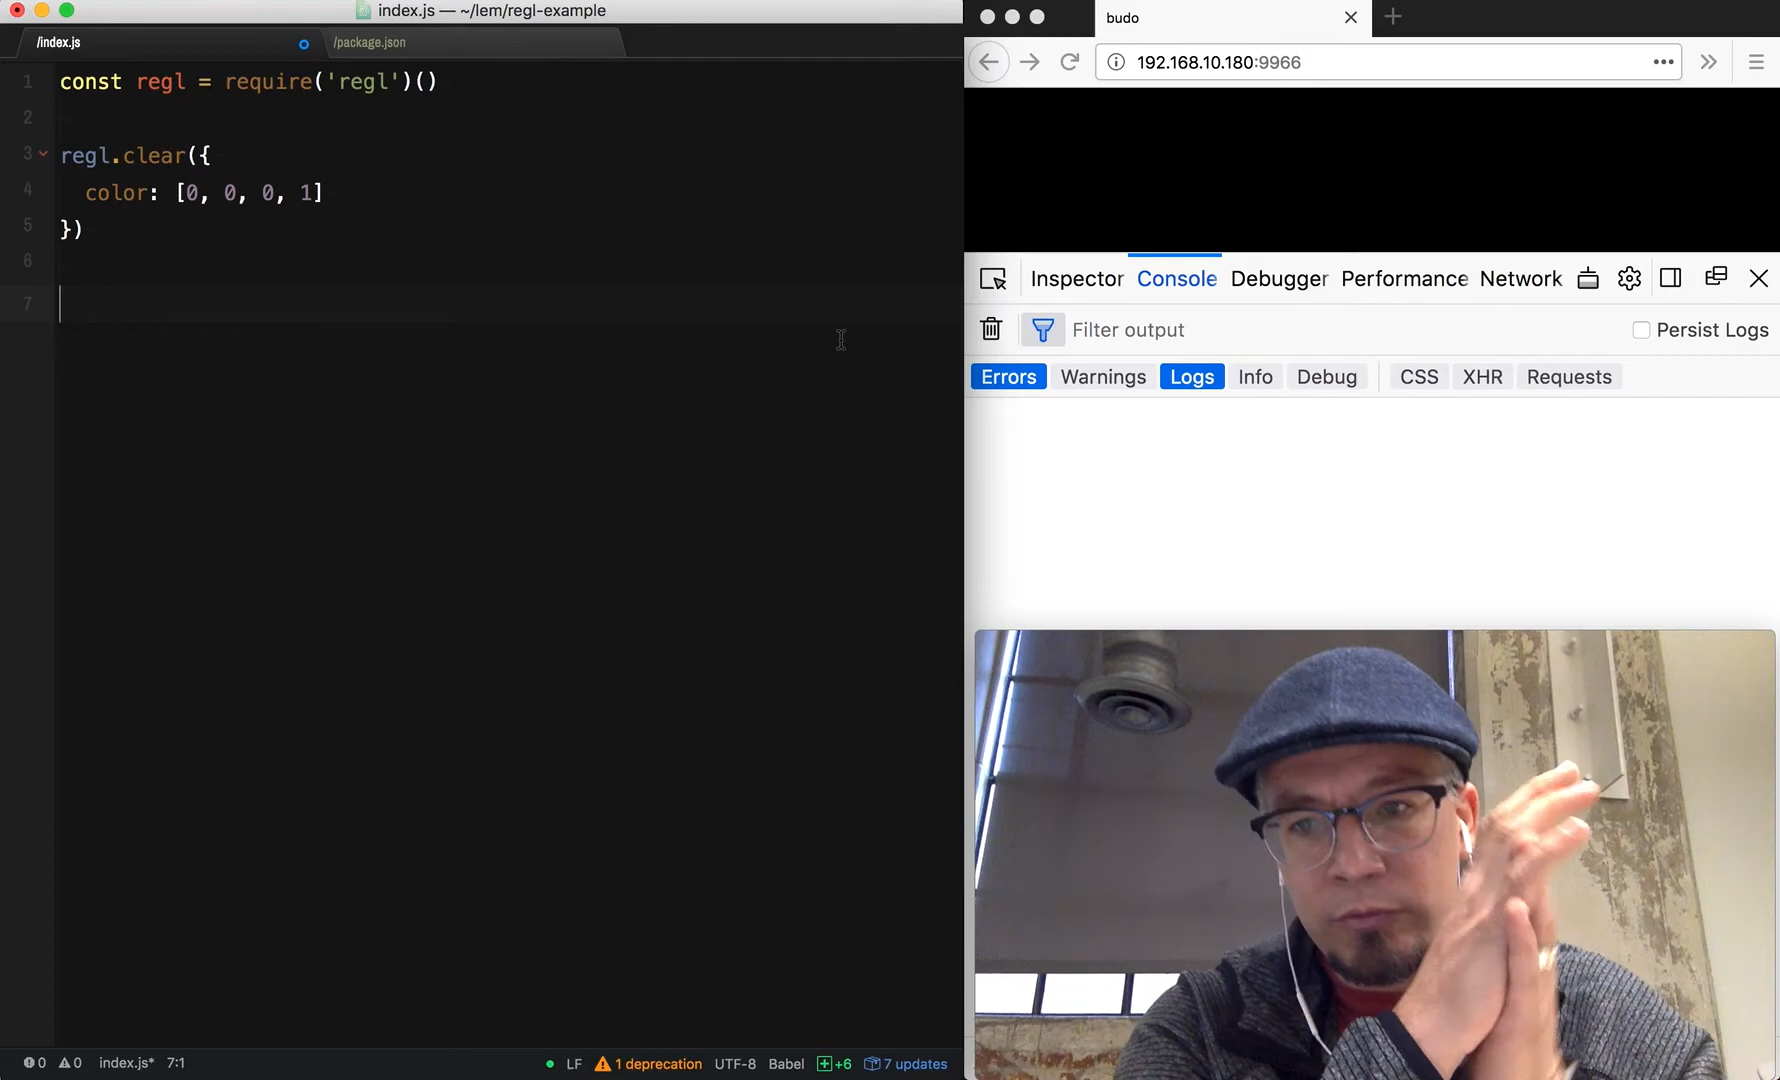 index.js — ~/lem/regl-example
/index.js
/package.json
1 const regl = require('regl')()
2
3 regl.clear({
4 color: [0, 0, 0, 1]
5 })
6
7
0 0 index.js* 7:1 LF 1 deprecation UTF-8 Babel +6 7 updates
budo
192.168.10.180:9966
Inspector Console Debugger Performance Network
Filter output Persist Logs
Errors Warnings Logs Info Debug CSS XHR Requests